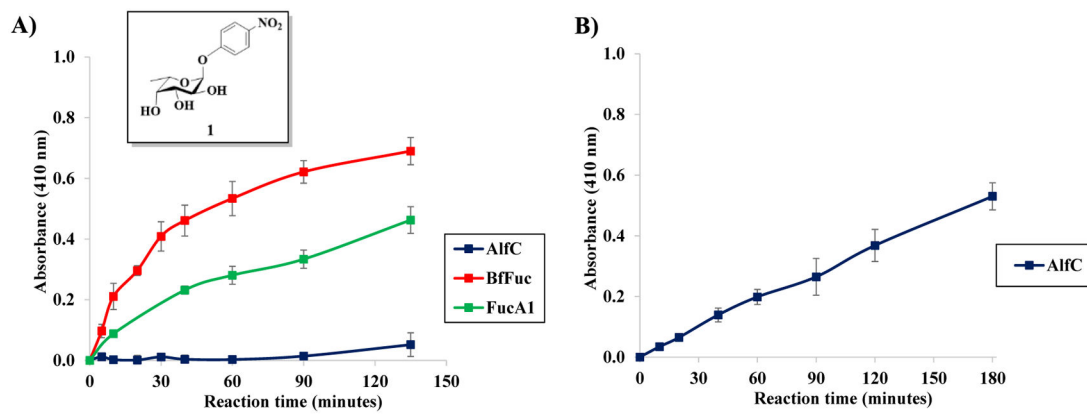 A)
NO₂
O
O
OH
OH
HO
1
Absorbance (410 nm)
1.0
0.8
0.6
0.4
0.2
0.0
0 30 60 90 120 150
Reaction time (minutes)
AlfC
BfFuc
FucA1
B)
Absorbance (410 nm)
1.0
0.8
0.6
0.4
0.2
0.0
0 30 60 90 120 150 180
Reaction time (minutes)
AlfC